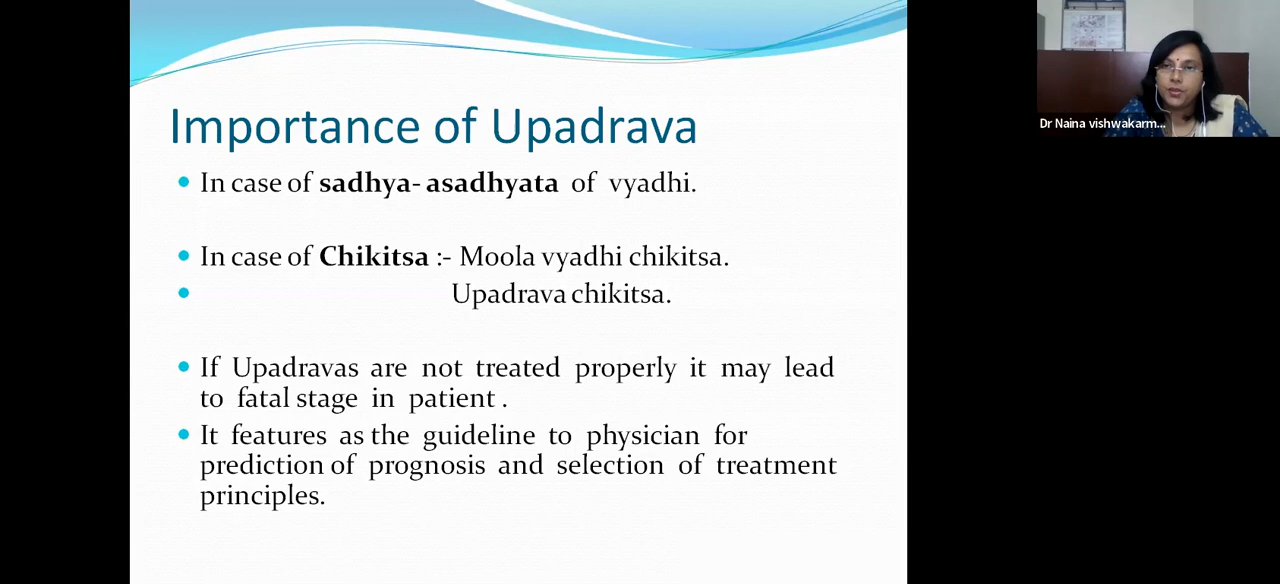 Importance of Upadrava
In case of sadhya- asadhyata of vyadhi.
In case of Chikitsa :- Moola vyadhi chikitsa.
Upadrava chikitsa.
If Upadravas are not treated properly it may lead
to fatal stage in patient .
It features as the guideline to physician for
prediction of prognosis and selection of treatment
principles.
Dr Naina vishwakarm...